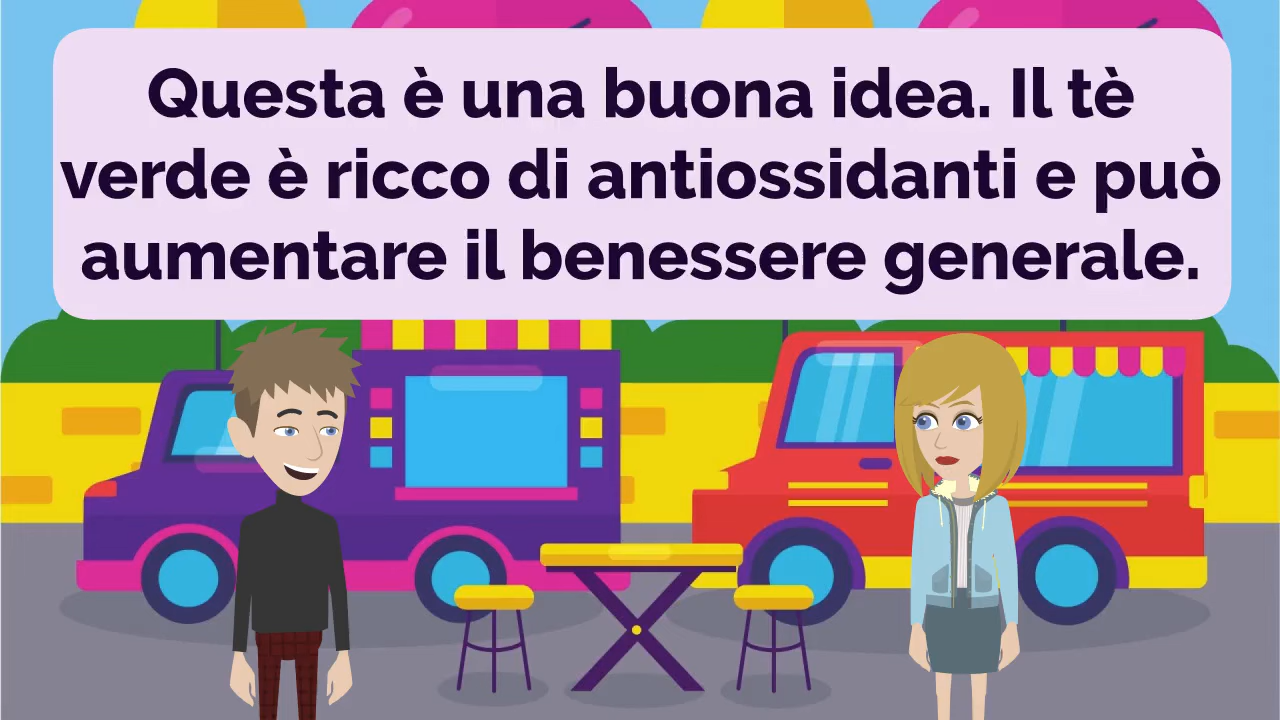 Questa è una buona idea. Il tè
verde è ricco di antiossidanti e può
aumentare il benessere generale.